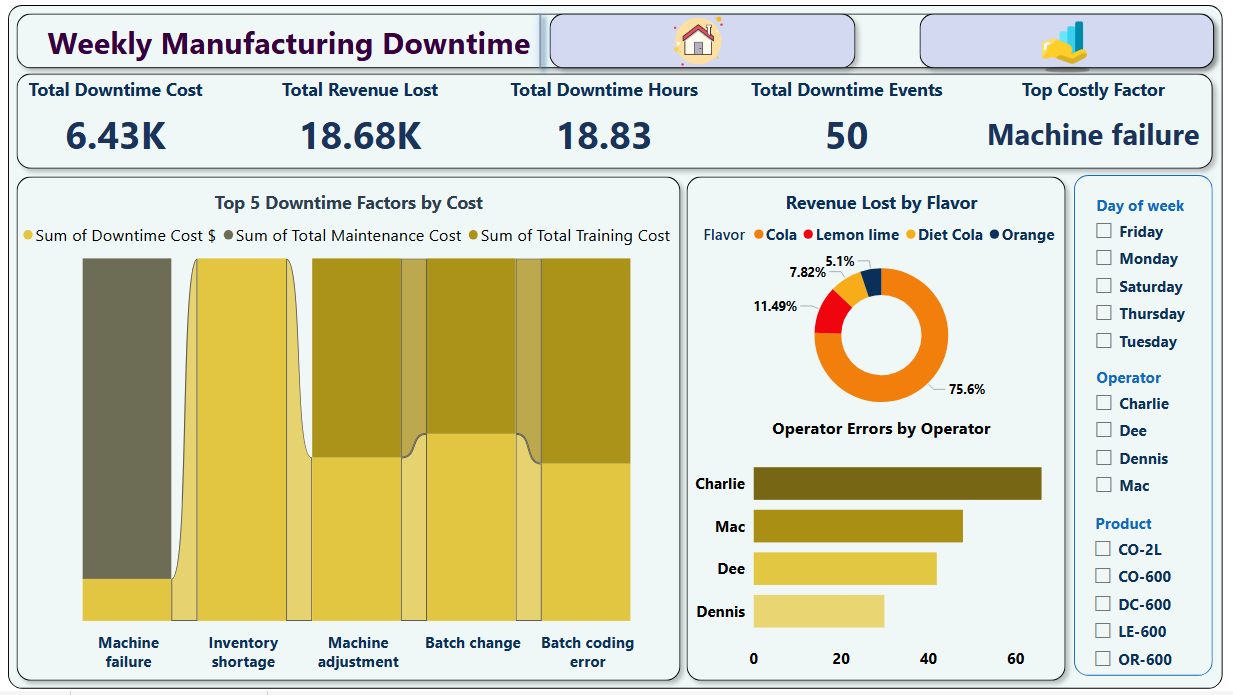 Weekly Manufacturing Downtime
Total Downtime Cost
6.43K
Total Revenue Lost
18.68K
Total Downtime Hours
18.83
Total Downtime Events
50
Top Costly Factor
Machine failure
Top 5 Downtime Factors by Cost
Sum of Downtime Cost $ Sum of Total Maintenance Cost Sum of Total Training Cost
Machine
failure
Inventory
shortage
Machine
adjustment
Batch change
Batch coding
error
Revenue Lost by Flavor
Flavor Cola Lemon lime Diet Cola Orange
5.1%
7.82%
11.49%
75.6%
Operator Errors by Operator
Charlie
Mac
Dee
Dennis
0 20 40 60
Day of week
Friday
Monday
Saturday
Thursday
Tuesday
Operator
Charlie
Dee
Dennis
Mac
Product
CO-2L
CO-600
DC-600
LE-600
OR-600